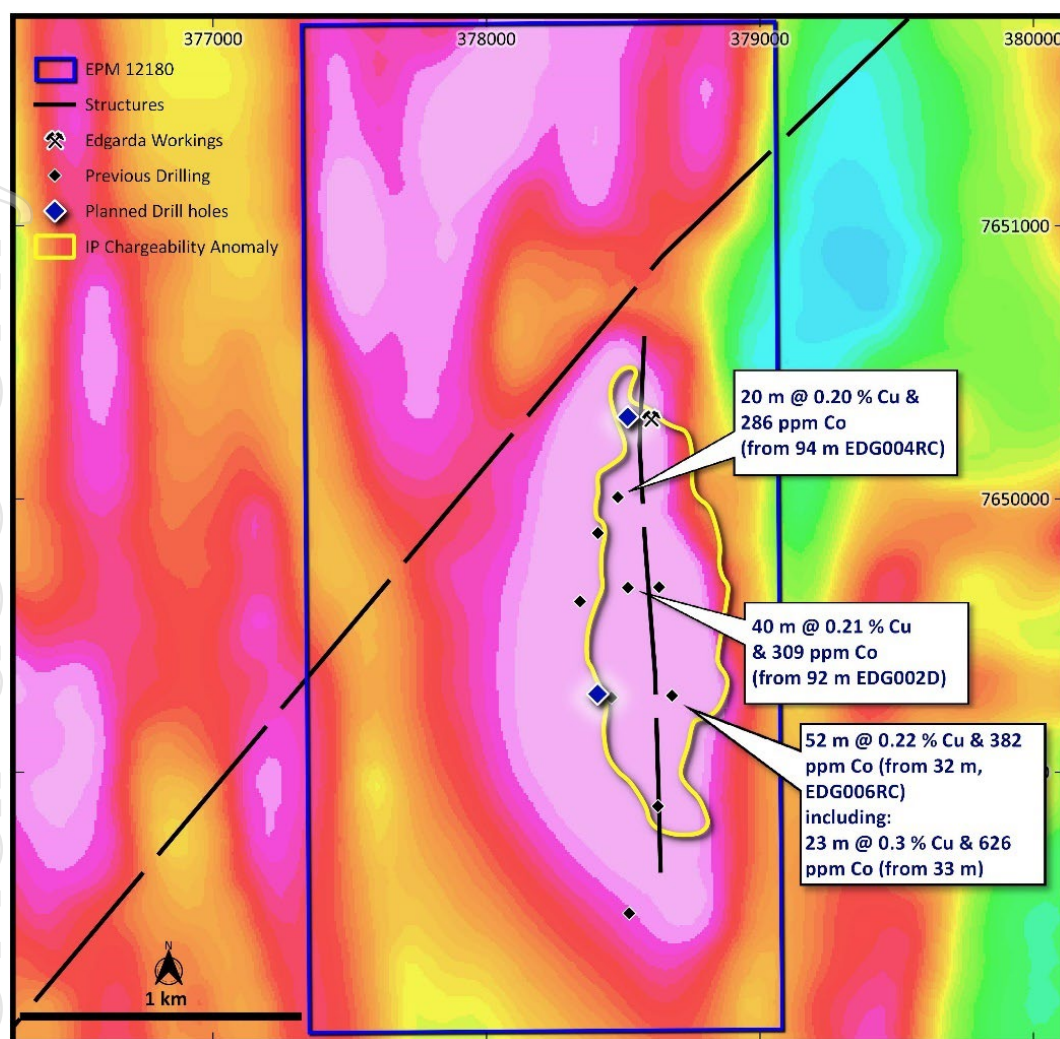 377000
378000
379000
380000
EPM 12180
Structures
Edgarda Workings
Previous Drilling
Planned Drill holes
IP Chargeability Anomaly
7651000
20 m @ 0.20 % Cu &
286 ppm Co
(from 94 m EDG004RC)
7650000
40 m @ 0.21 % Cu
& 309 ppm Co
(from 92 m EDG002D)
52 m @ 0.22 % Cu & 382
ppm Co (from 32 m,
EDG006RC)
including:
23 m @ 0.3 % Cu & 626
ppm Co (from 33 m)
N
1 km